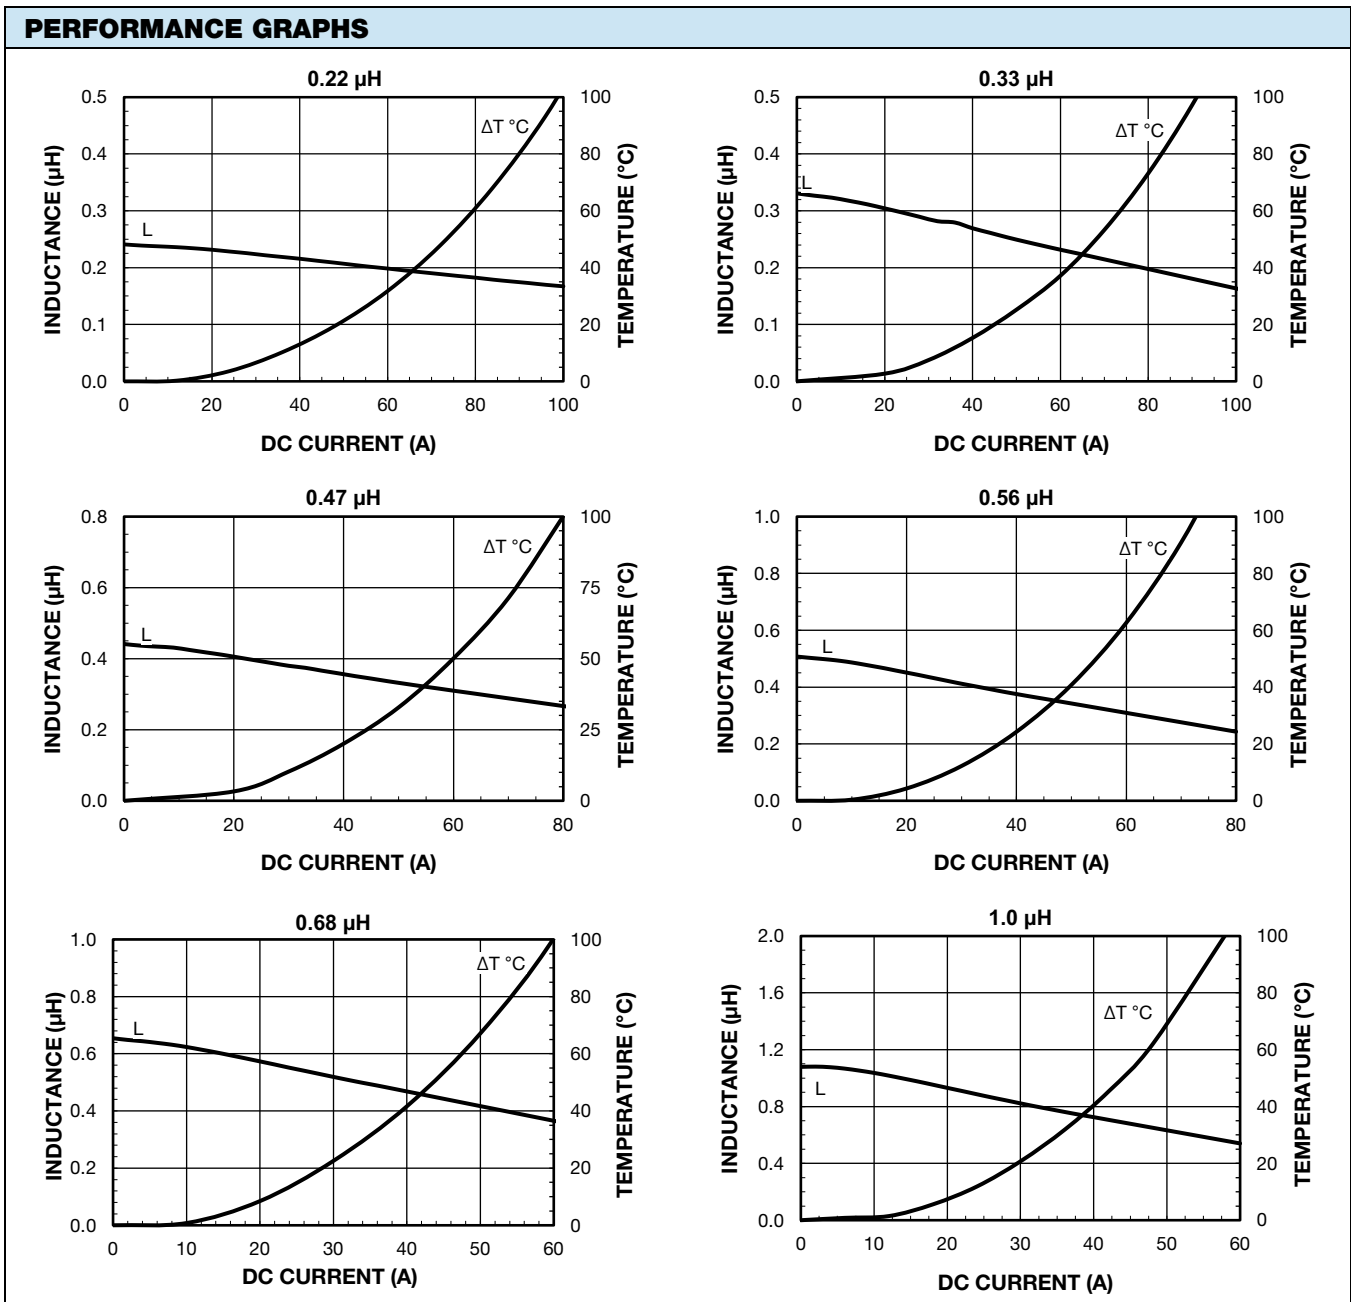 PERFORMANCE GRAPHS
0.22 µH
INDUCTANCE (µH)
0.5
0.4
0.3
0.2
0.1
0.0
L
ΔT °C
100
80
60
40
20
0
TEMPERATURE (°C)
0 20 40 60 80 100
DC CURRENT (A)
0.33 µH
INDUCTANCE (µH)
0.5
0.4
0.3
0.2
0.1
0.0
L
ΔT °C
100
80
60
40
20
0
TEMPERATURE (°C)
0 20 40 60 80 100
DC CURRENT (A)
0.47 µH
INDUCTANCE (µH)
0.8
0.6
0.4
0.2
0.0
L
ΔT °C
100
75
50
25
0
TEMPERATURE (°C)
0 20 40 60 80
DC CURRENT (A)
0.56 µH
INDUCTANCE (µH)
1.0
0.8
0.6
0.4
0.2
0.0
L
ΔT °C
100
80
60
40
20
0
TEMPERATURE (°C)
0 20 40 60 80
DC CURRENT (A)
0.68 µH
INDUCTANCE (µH)
1.0
0.8
0.6
0.4
0.2
0.0
L
ΔT °C
100
80
60
40
20
0
TEMPERATURE (°C)
0 10 20 30 40 50 60
DC CURRENT (A)
1.0 µH
INDUCTANCE (µH)
2.0
1.6
1.2
0.8
0.4
0.0
L
ΔT °C
100
80
60
40
20
0
TEMPERATURE (°C)
0 10 20 30 40 50 60
DC CURRENT (A)